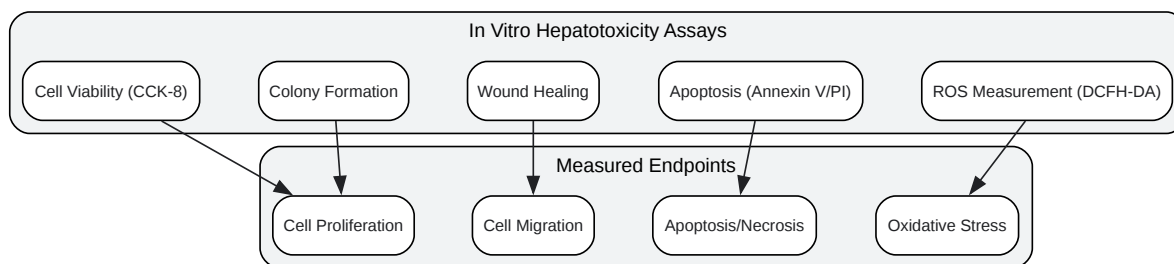 In Vitro Hepatotoxicity Assays
Cell Viability (CCK-8)
Colony Formation
Wound Healing
Apoptosis (Annexin V/PI)
ROS Measurement (DCFH-DA)
Measured Endpoints
Cell Proliferation
Cell Migration
Apoptosis/Necrosis
Oxidative Stress